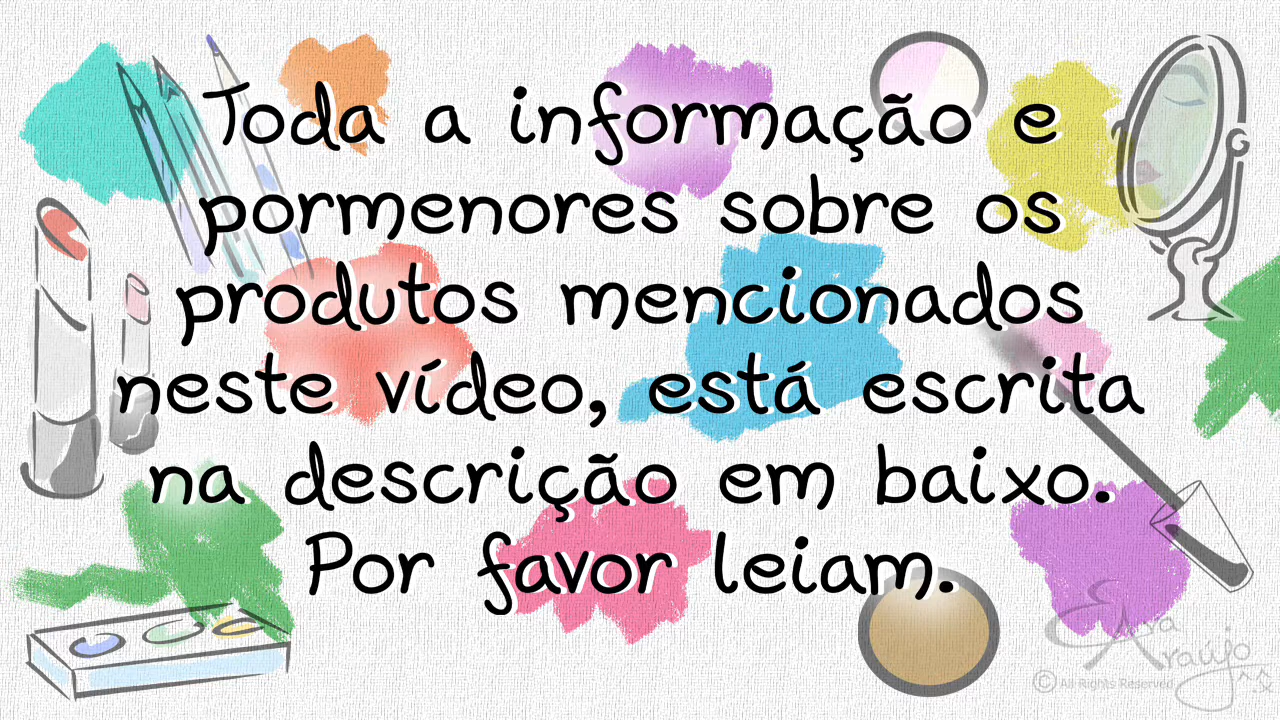 Toda a informação e
pormenores sobre os
produtos mencionados
neste vídeo, está escrita
na descrição em baixo.
Por favor leiam.
Araújo
© All Rights Reserved